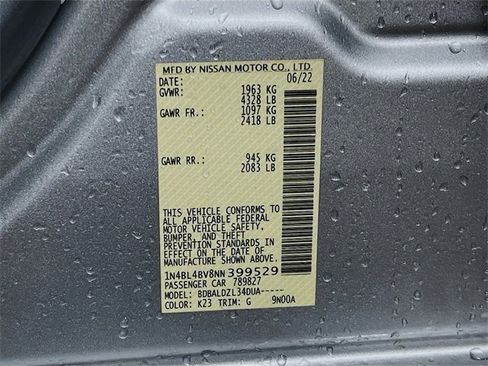 MFD BY NISSAN MOTOR CO., LTD.
DATE: 06/22
GVWR: 1963 KG
4328 LB
GAWR FR.: 1097 KG
2418 LB
GAWR RR.: 945 KG
2083 LB
THIS VEHICLE CONFORMS TO
ALL APPLICABLE FEDERAL
MOTOR VEHICLE SAFETY,
BUMPER, AND THEFT
PREVENTION STANDARDS IN
EFFECT ON THE DATE OF
MANUFACTURE SHOWN ABOVE.
1N4BL4BV8NN 399529
PASSENGER CAR 789827
MODEL: BDBALDZL34DUA-----
COLOR: K23 TRIM: G 9N00A